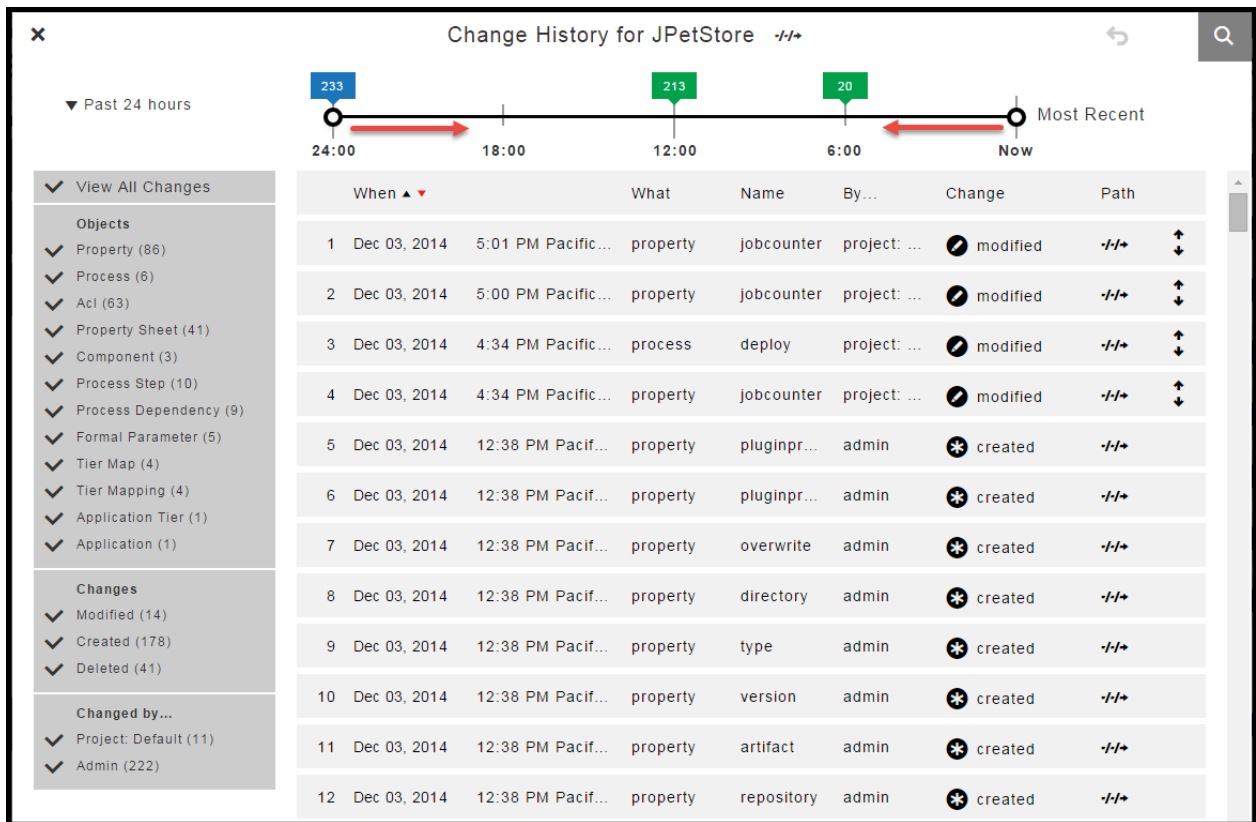 Change History for JPetStore
Past 24 hours
233
213
20
Most Recent
24:00 18:00 12:00 6:00 Now
View All Changes
Objects
Property (86)
Process (6)
Acl (63)
Property Sheet (41)
Component (3)
Process Step (10)
Process Dependency (9)
Formal Parameter (5)
Tier Map (4)
Tier Mapping (4)
Application Tier (1)
Application (1)
Changes
Modified (14)
Created (178)
Deleted (41)
Changed by...
Project: Default (11)
Admin (222)
When What Name By... Change Path
1 Dec 03, 2014 5:01 PM Pacific... property jobcounter project: ... modified
2 Dec 03, 2014 5:00 PM Pacific... property jobcounter project: ... modified
3 Dec 03, 2014 4:34 PM Pacific... process deploy project: ... modified
4 Dec 03, 2014 4:34 PM Pacific... property jobcounter project: ... modified
5 Dec 03, 2014 12:38 PM Pacif... property pluginpr... admin created
6 Dec 03, 2014 12:38 PM Pacif... property pluginpr... admin created
7 Dec 03, 2014 12:38 PM Pacif... property overwrite admin created
8 Dec 03, 2014 12:38 PM Pacif... property directory admin created
9 Dec 03, 2014 12:38 PM Pacif... property type admin created
10 Dec 03, 2014 12:38 PM Pacif... property version admin created
11 Dec 03, 2014 12:38 PM Pacif... property artifact admin created
12 Dec 03, 2014 12:38 PM Pacif... property repository admin created